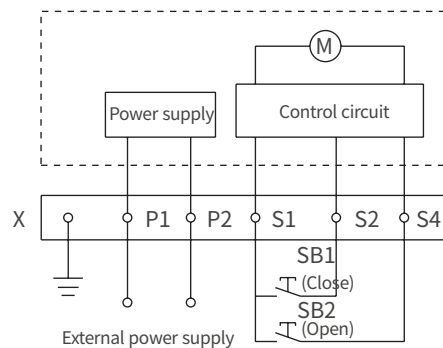 M
Power supply
Control circuit
X P1 P2 S1 S2 S4
SB1
(Close)
SB2
(Open)
External power supply